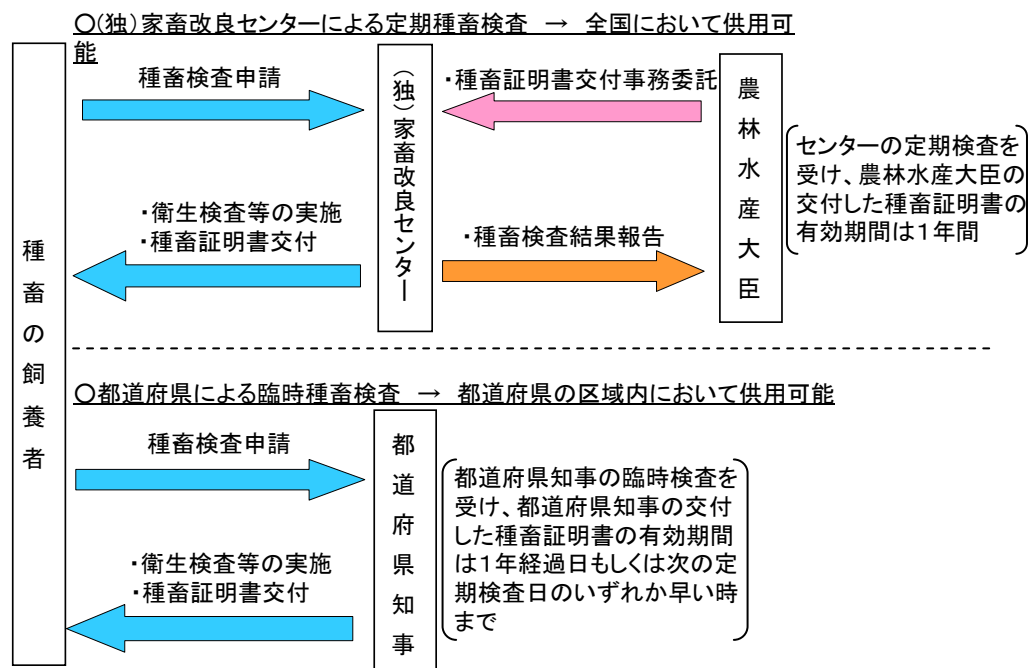 ○(独)家畜改良センターによる定期種畜検査 → 全国において供用可
能
種畜の飼養者
種畜検査申請
・衛生検査等の実施
・種畜証明書交付
(独)家畜改良センター
・種畜証明書交付事務委託
・種畜検査結果報告
農林水産大臣
センターの定期検査を
受け、農林水産大臣の
交付した種畜証明書の
有効期間は1年間
○都道府県による臨時種畜検査 → 都道府県の区域内において供用可能
種畜検査申請
・衛生検査等の実施
・種畜証明書交付
都道府県知事
都道府県知事の臨時検査を
受け、都道府県知事の交付
した種畜証明書の有効期間
は1年経過日もしくは次の定
期検査日のいずれか早い時
まで